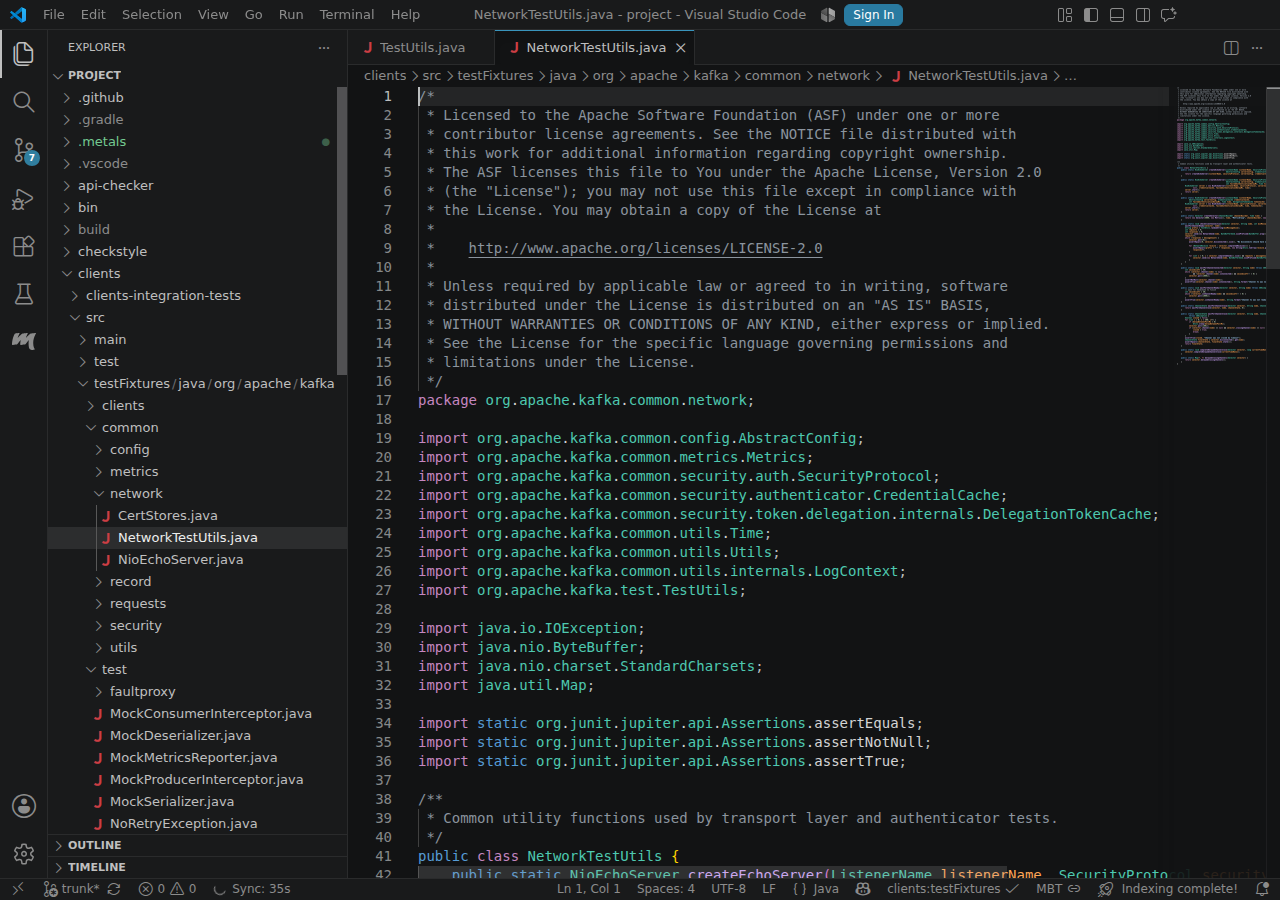 File Edit Selection View Go Run Terminal Help NetworkTestUtils.java - project - Visual Studio Code Sign In
EXPLORER
PROJECT
.github
.gradle
.metals
.vscode
api-checker
bin
build
checkstyle
clients
clients-integration-tests
src
main
test
testFixtures/java/org/apache/kafka
clients
common
config
metrics
network
CertStores.java
NetworkTestUtils.java
NioEchoServer.java
record
requests
security
utils
test
faultproxy
MockConsumerInterceptor.java
MockDeserializer.java
MockMetricsReporter.java
MockProducerInterceptor.java
MockSerializer.java
NoRetryException.java
OUTLINE
TIMELINE
7
TestUtils.java NetworkTestUtils.java
clients > src > testFixtures > java > org > apache > kafka > common > network > NetworkTestUtils.java > ...
1 /*
2 * Licensed to the Apache Software Foundation (ASF) under one or more
3 * contributor license agreements. See the NOTICE file distributed with
4 * this work for additional information regarding copyright ownership.
5 * The ASF licenses this file to You under the Apache License, Version 2.0
6 * (the "License"); you may not use this file except in compliance with
7 * the License. You may obtain a copy of the License at
8 *
9 * http://www.apache.org/licenses/LICENSE-2.0
10 *
11 * Unless required by applicable law or agreed to in writing, software
12 * distributed under the License is distributed on an "AS IS" BASIS,
13 * WITHOUT WARRANTIES OR CONDITIONS OF ANY KIND, either express or implied.
14 * See the License for the specific language governing permissions and
15 * limitations under the License.
16 */
17 package org.apache.kafka.common.network;
18
19 import org.apache.kafka.common.config.AbstractConfig;
20 import org.apache.kafka.common.metrics.Metrics;
21 import org.apache.kafka.common.security.auth.SecurityProtocol;
22 import org.apache.kafka.common.security.authenticator.CredentialCache;
23 import org.apache.kafka.common.security.token.delegation.internals.DelegationTokenCache;
24 import org.apache.kafka.common.utils.Time;
25 import org.apache.kafka.common.utils.Utils;
26 import org.apache.kafka.common.utils.internals.LogContext;
27 import org.apache.kafka.test.TestUtils;
28
29 import java.io.IOException;
30 import java.nio.ByteBuffer;
31 import java.nio.charset.StandardCharsets;
32 import java.util.Map;
33
34 import static org.junit.jupiter.api.Assertions.assertEquals;
35 import static org.junit.jupiter.api.Assertions.assertNotNull;
36 import static org.junit.jupiter.api.Assertions.assertTrue;
37
38 /**
39 * Common utility functions used by transport layer and authenticator tests.
40 */
41 public class NetworkTestUtils {
42 public static NioEchoServer createEchoServer(ListenerName listenerName, SecurityProtocol security
trunk* 0 0 Sync: 35s Ln 1, Col 1 Spaces: 4 UTF-8 LF {} Java clients:testFixtures MBT Indexing complete!